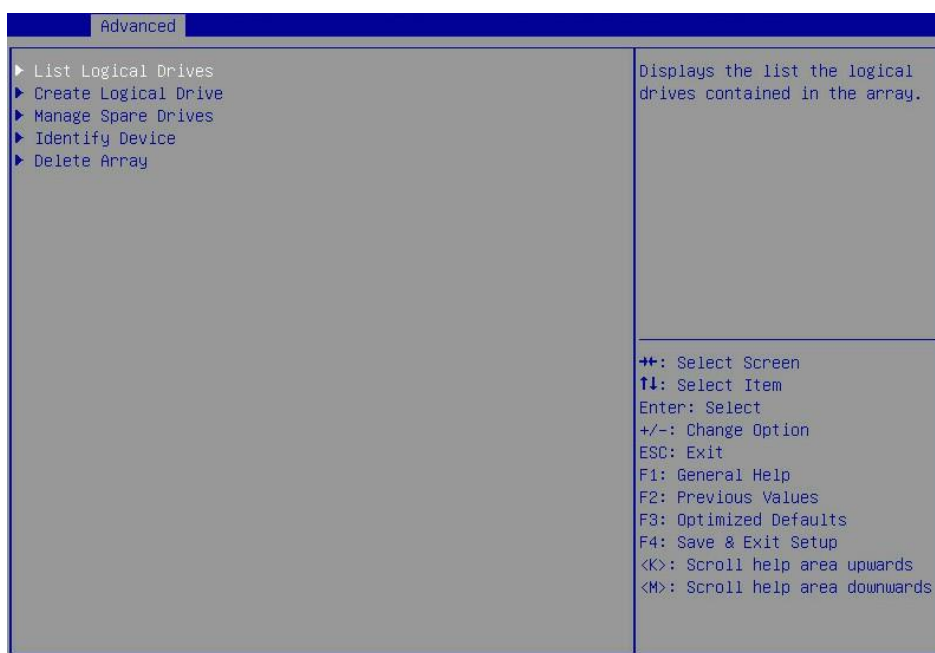 Advanced
List Logical Drives
Create Logical Drive
Manage Spare Drives
Identify Device
Delete Array
Displays the list the logical
drives contained in the array.
→←: Select Screen
↑↓: Select Item
Enter: Select
+/-: Change Option
ESC: Exit
F1: General Help
F2: Previous Values
F3: Optimized Defaults
F4: Save & Exit Setup
<K>: Scroll help area upwards
<M>: Scroll help area downwards